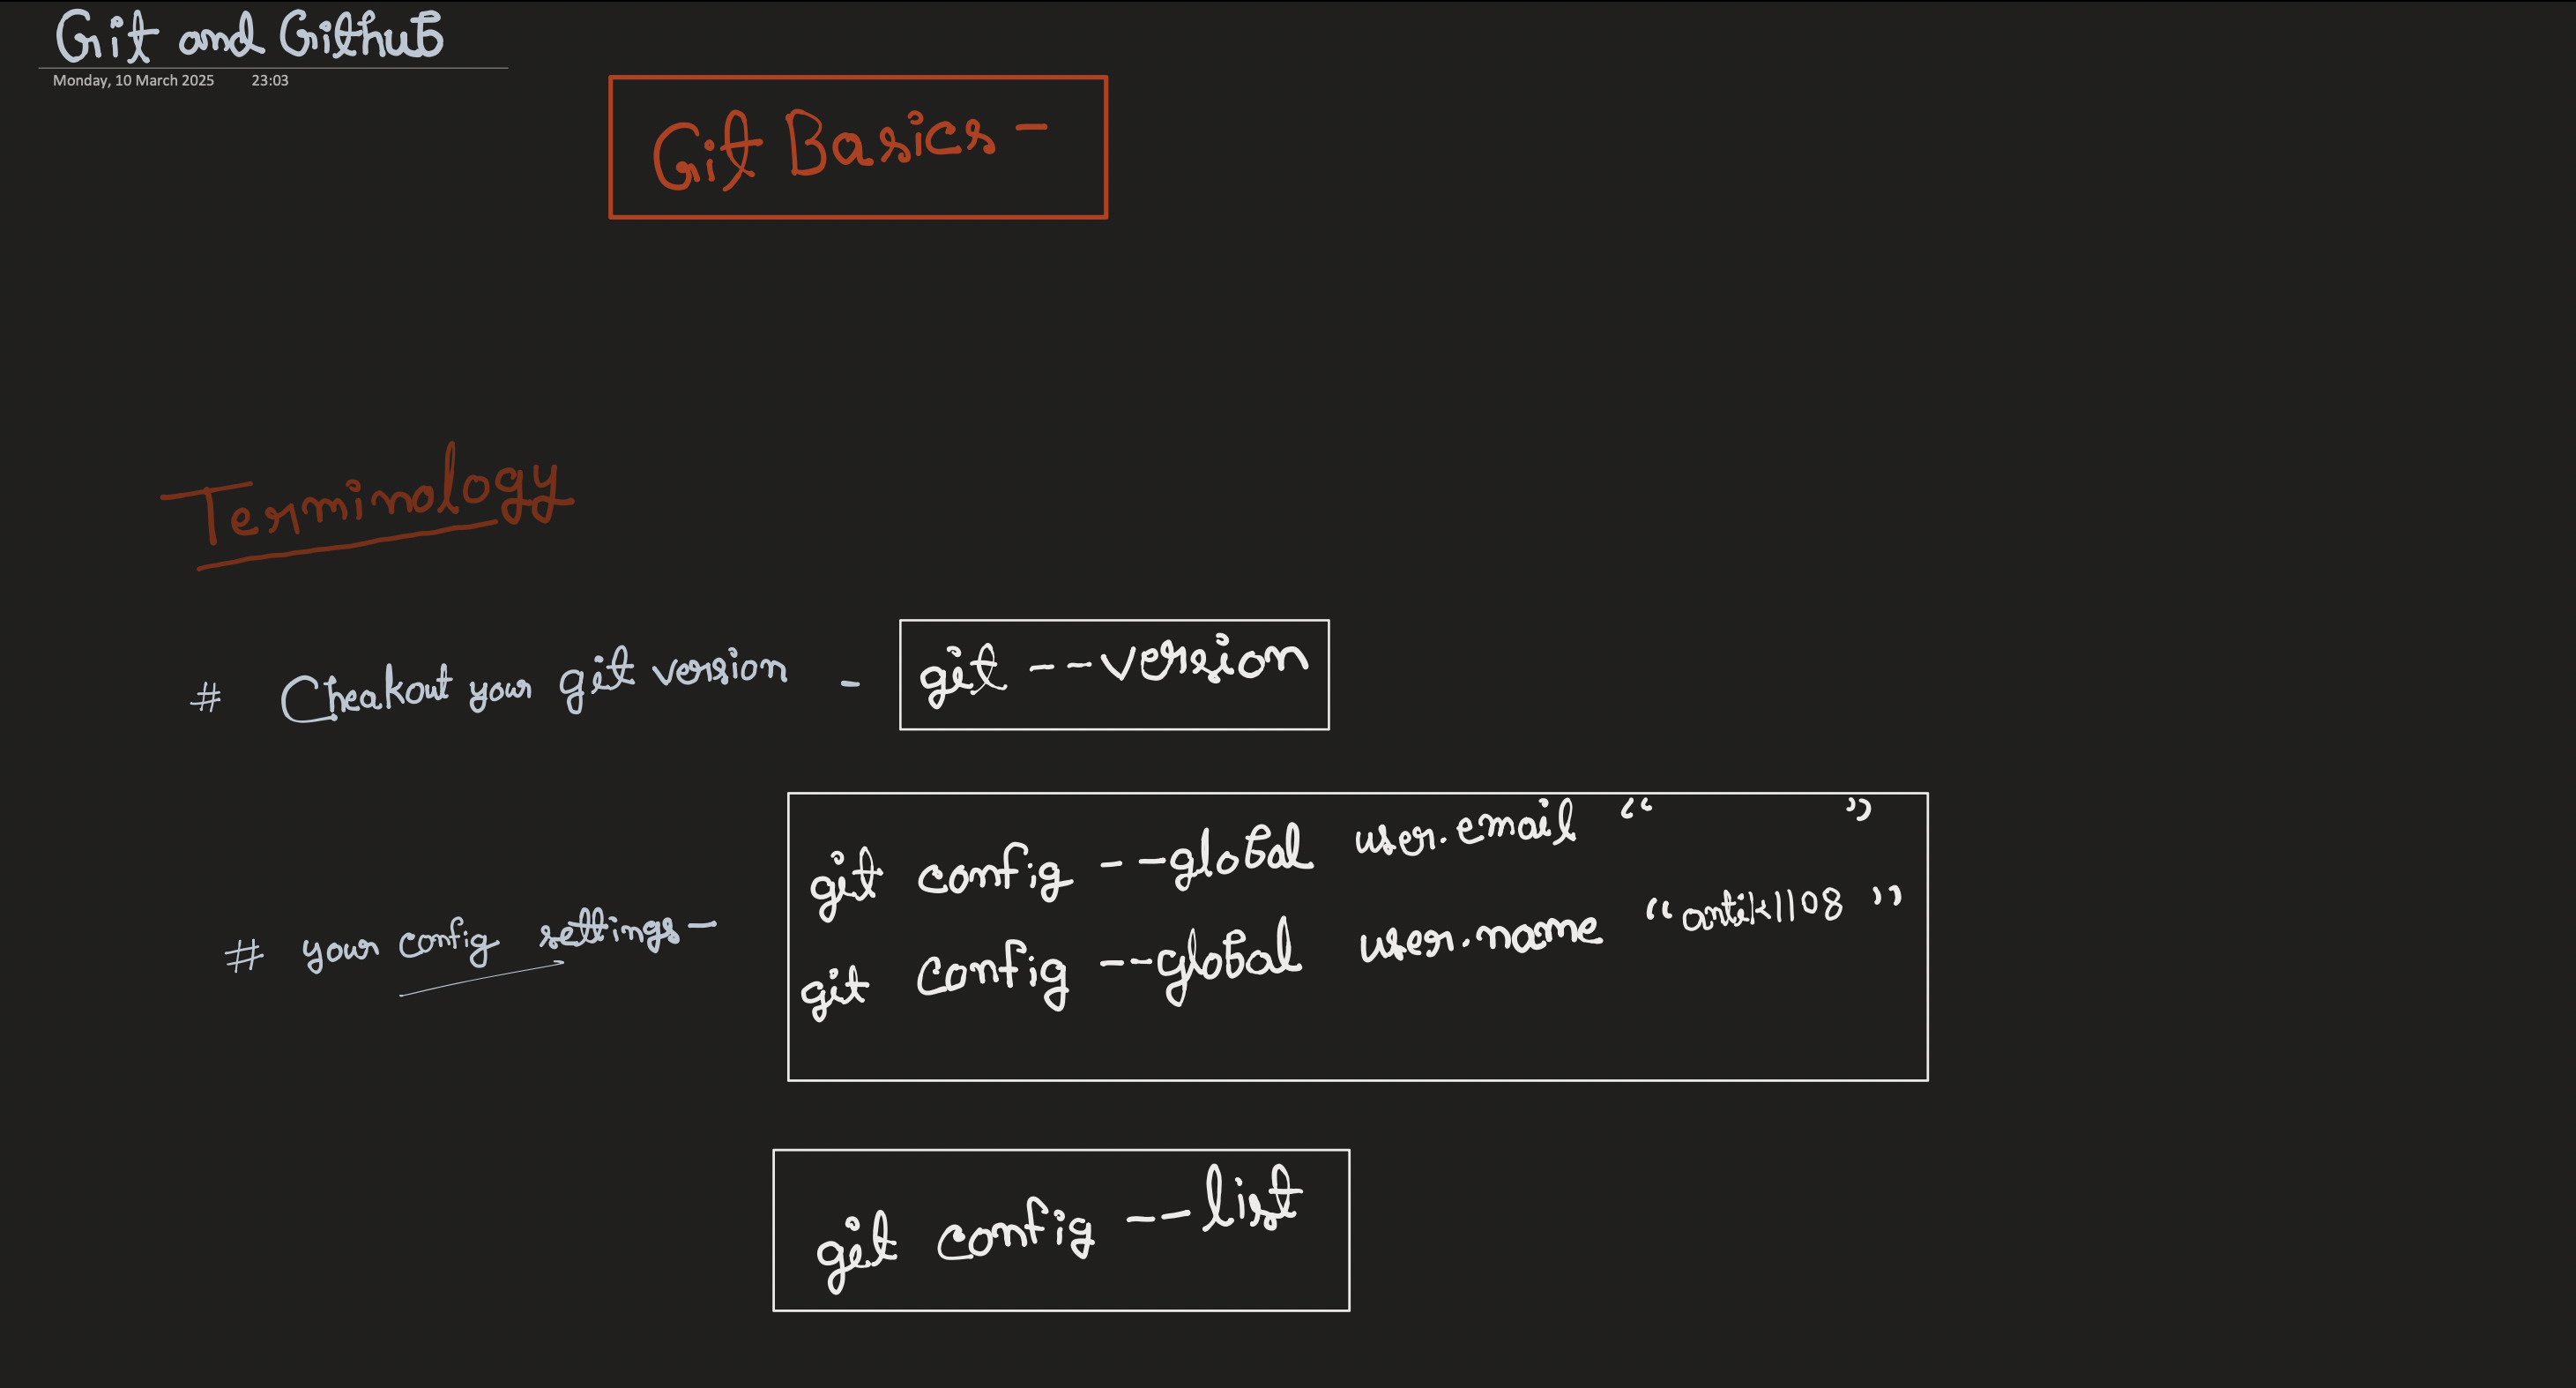 Git and Github
Monday, 10 March 2025 23:03
Git Basics -
Terminology
# Cheakout your git version - git --version
git config --global user.email “ ”
# your config settings - git config --global user.name “antik1108”
git config --list